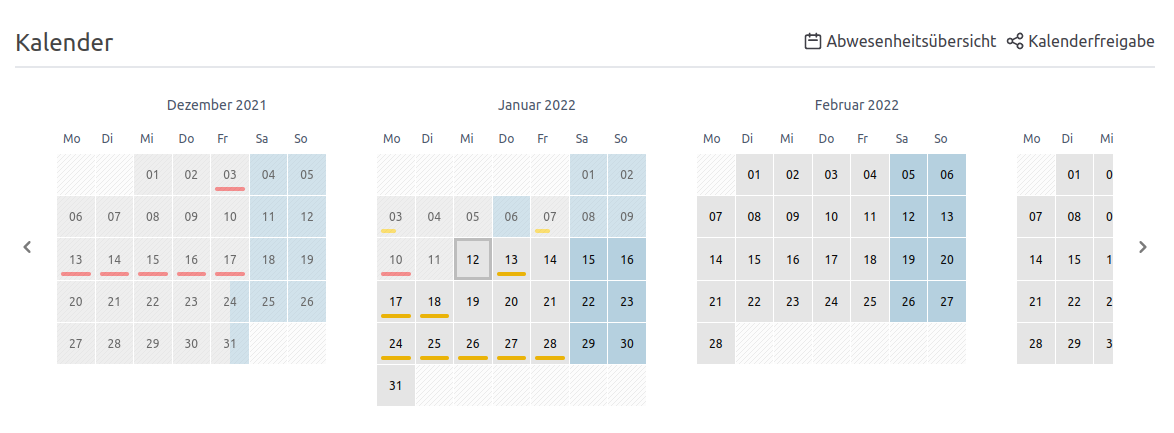 Kalender
Abwesenheitsübersicht Kalenderfreigabe
Dezember 2021
Mo Di Mi Do Fr Sa So
01 02 03 04 05
06 07 08 09 10 11 12
13 14 15 16 17 18 19
20 21 22 23 24 25 26
27 28 29 30 31
Januar 2022
Mo Di Mi Do Fr Sa So
01 02
03 04 05 06 07 08 09
10 11 12 13 14 15 16
17 18 19 20 21 22 23
24 25 26 27 28 29 30
31
Februar 2022
Mo Di Mi Do Fr Sa So
01 02 03 04 05 06
07 08 09 10 11 12 13
14 15 16 17 18 19 20
21 22 23 24 25 26 27
28
Mo Di Mi
01
07 08
14 15
21 22
28 29